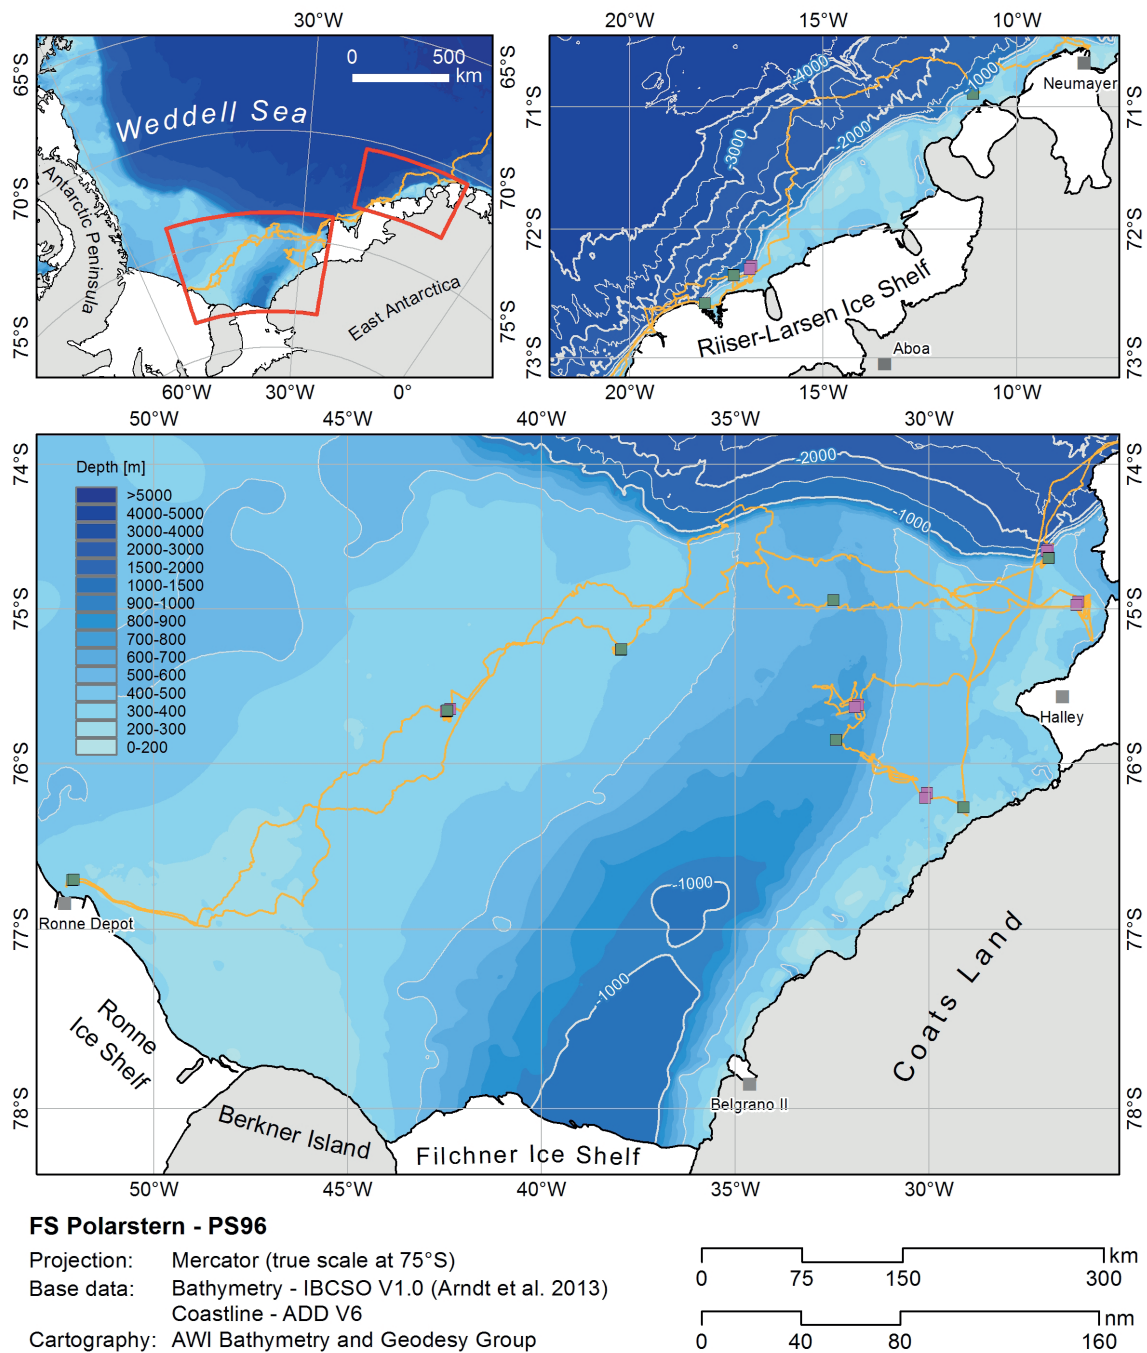 30°W
65°S
70°S
75°S
65°S
70°S
75°S
0 500
km
Weddell Sea
Antarctic Peninsula
East Antarctica
60°W 30°W 0°
20°W 15°W 10°W
71°S
72°S
73°S
71°S
72°S
73°S
-4000
-3000
-2000
-1000
Neumayer
Riiser-Larsen Ice Shelf
Aboa
20°W 15°W 10°W
50°W 45°W 40°W 35°W 30°W
74°S
75°S
76°S
77°S
78°S
74°S
75°S
76°S
77°S
78°S
Depth [m]
>5000
4000-5000
3000-4000
2000-3000
1500-2000
1000-1500
900-1000
800-900
700-800
600-700
500-600
400-500
300-400
200-300
0-200
-2000
-1000
Halley
-1000
-1000
Ronne Depot
Ronne
Ice Shelf
Coats Land
Belgrano II
Berkner Island
Filchner Ice Shelf
50°W 45°W 40°W 35°W 30°W
FS Polarstern - PS96
Projection: Mercator (true scale at 75°S)
Base data: Bathymetry - IBCSO V1.0 (Arndt et al. 2013)
Coastline - ADD V6
Cartography: AWI Bathymetry and Geodesy Group
km
0 75 150 300
nm
0 40 80 160